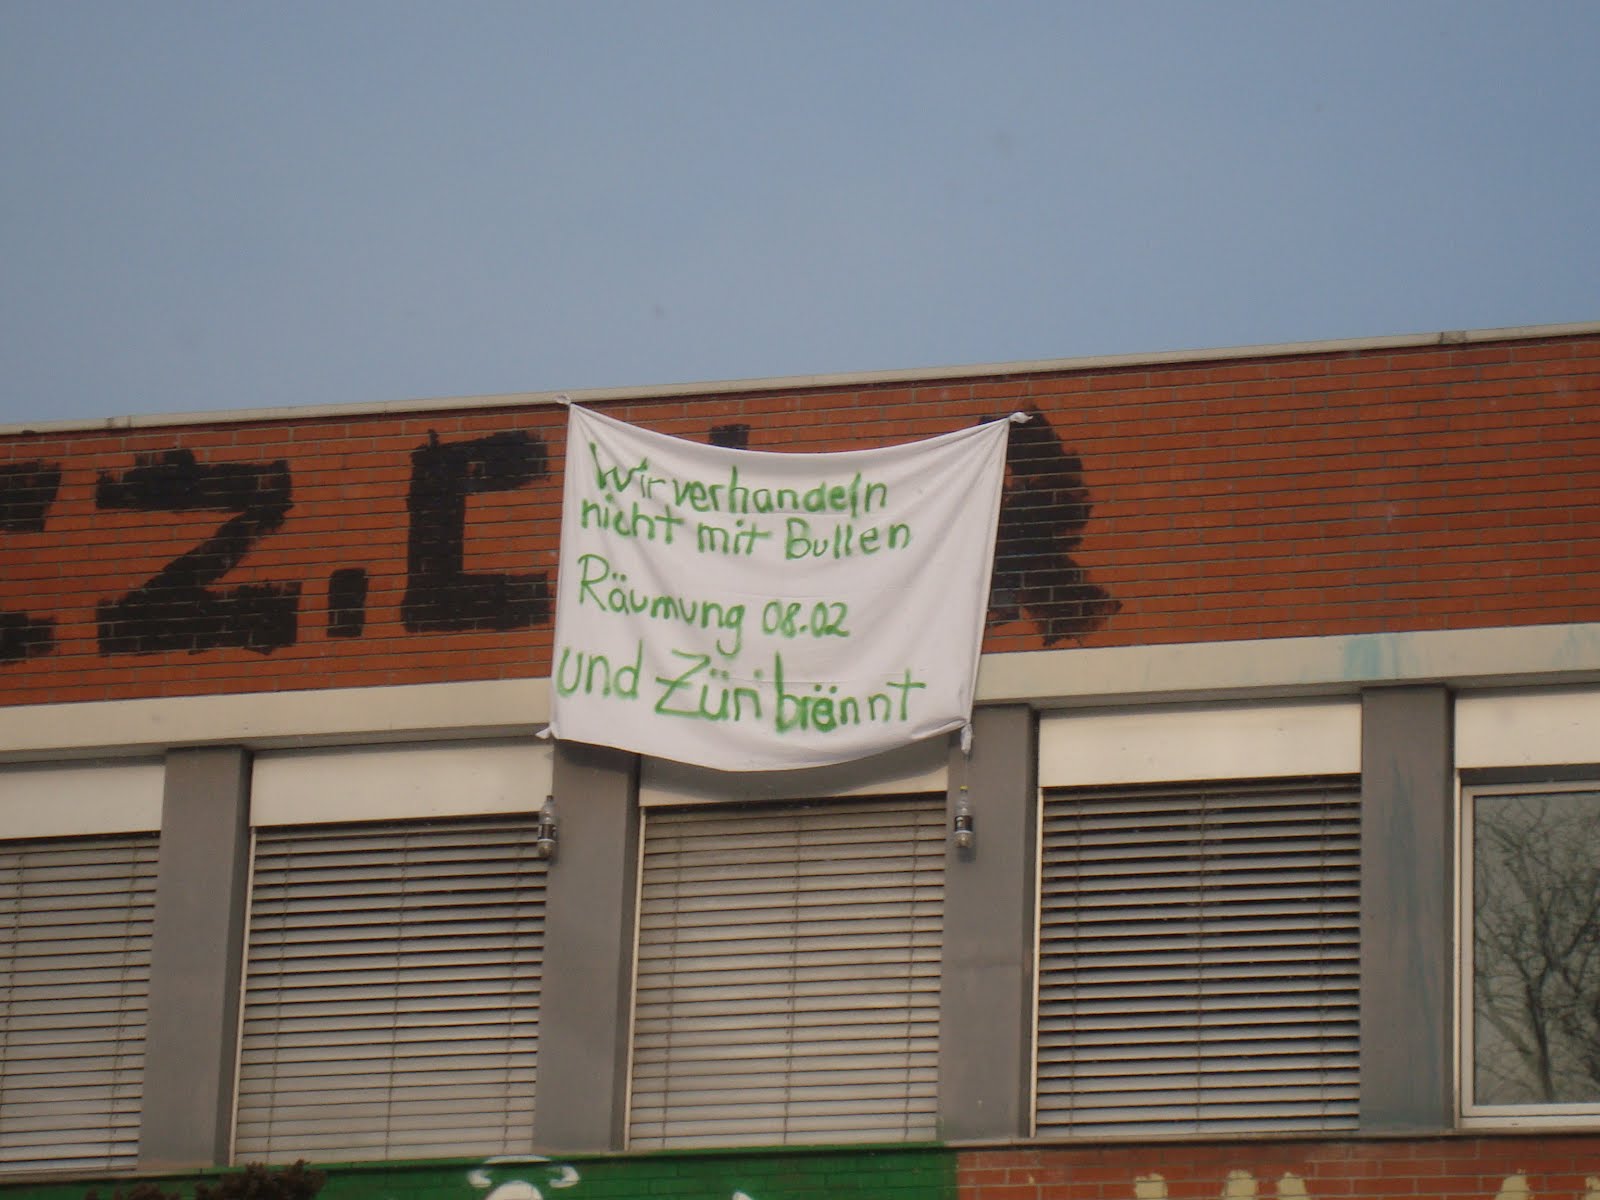 Wir verhandeln
nicht mit Bullen
Räumung 08.02
und Züri brännt